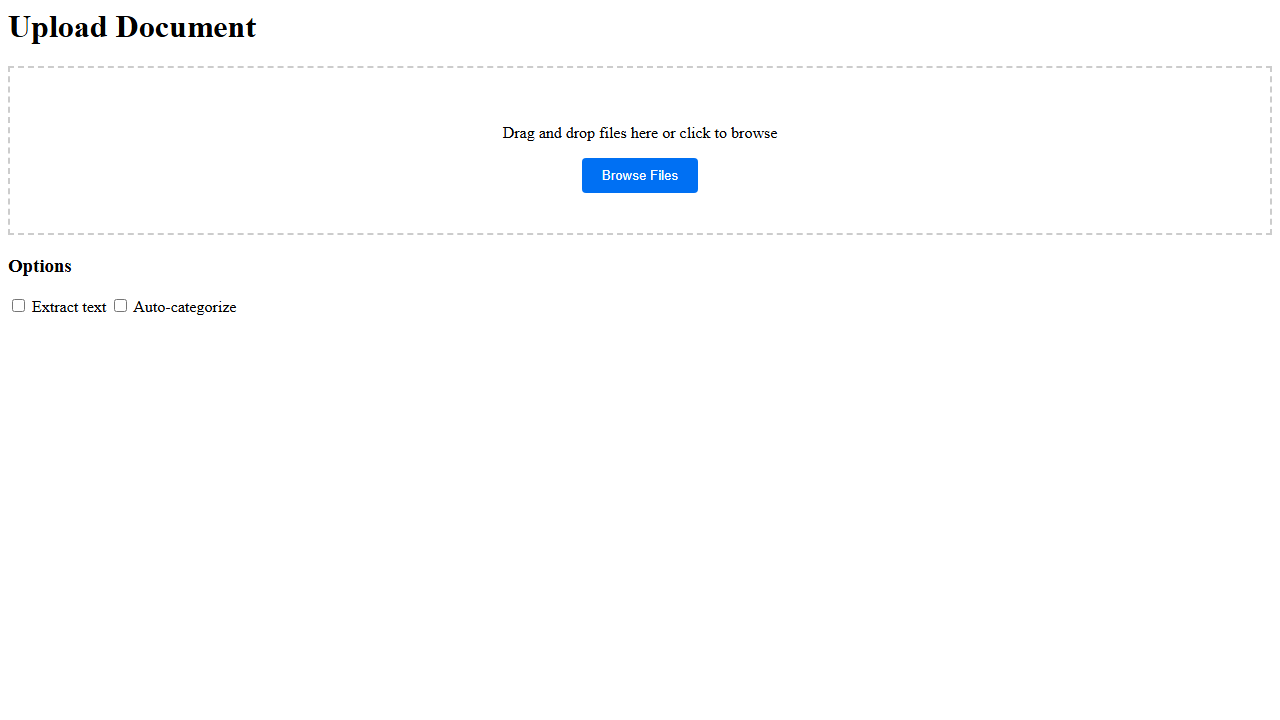 Upload Document
Drag and drop files here or click to browse
Browse Files
Options
Extract text Auto-categorize